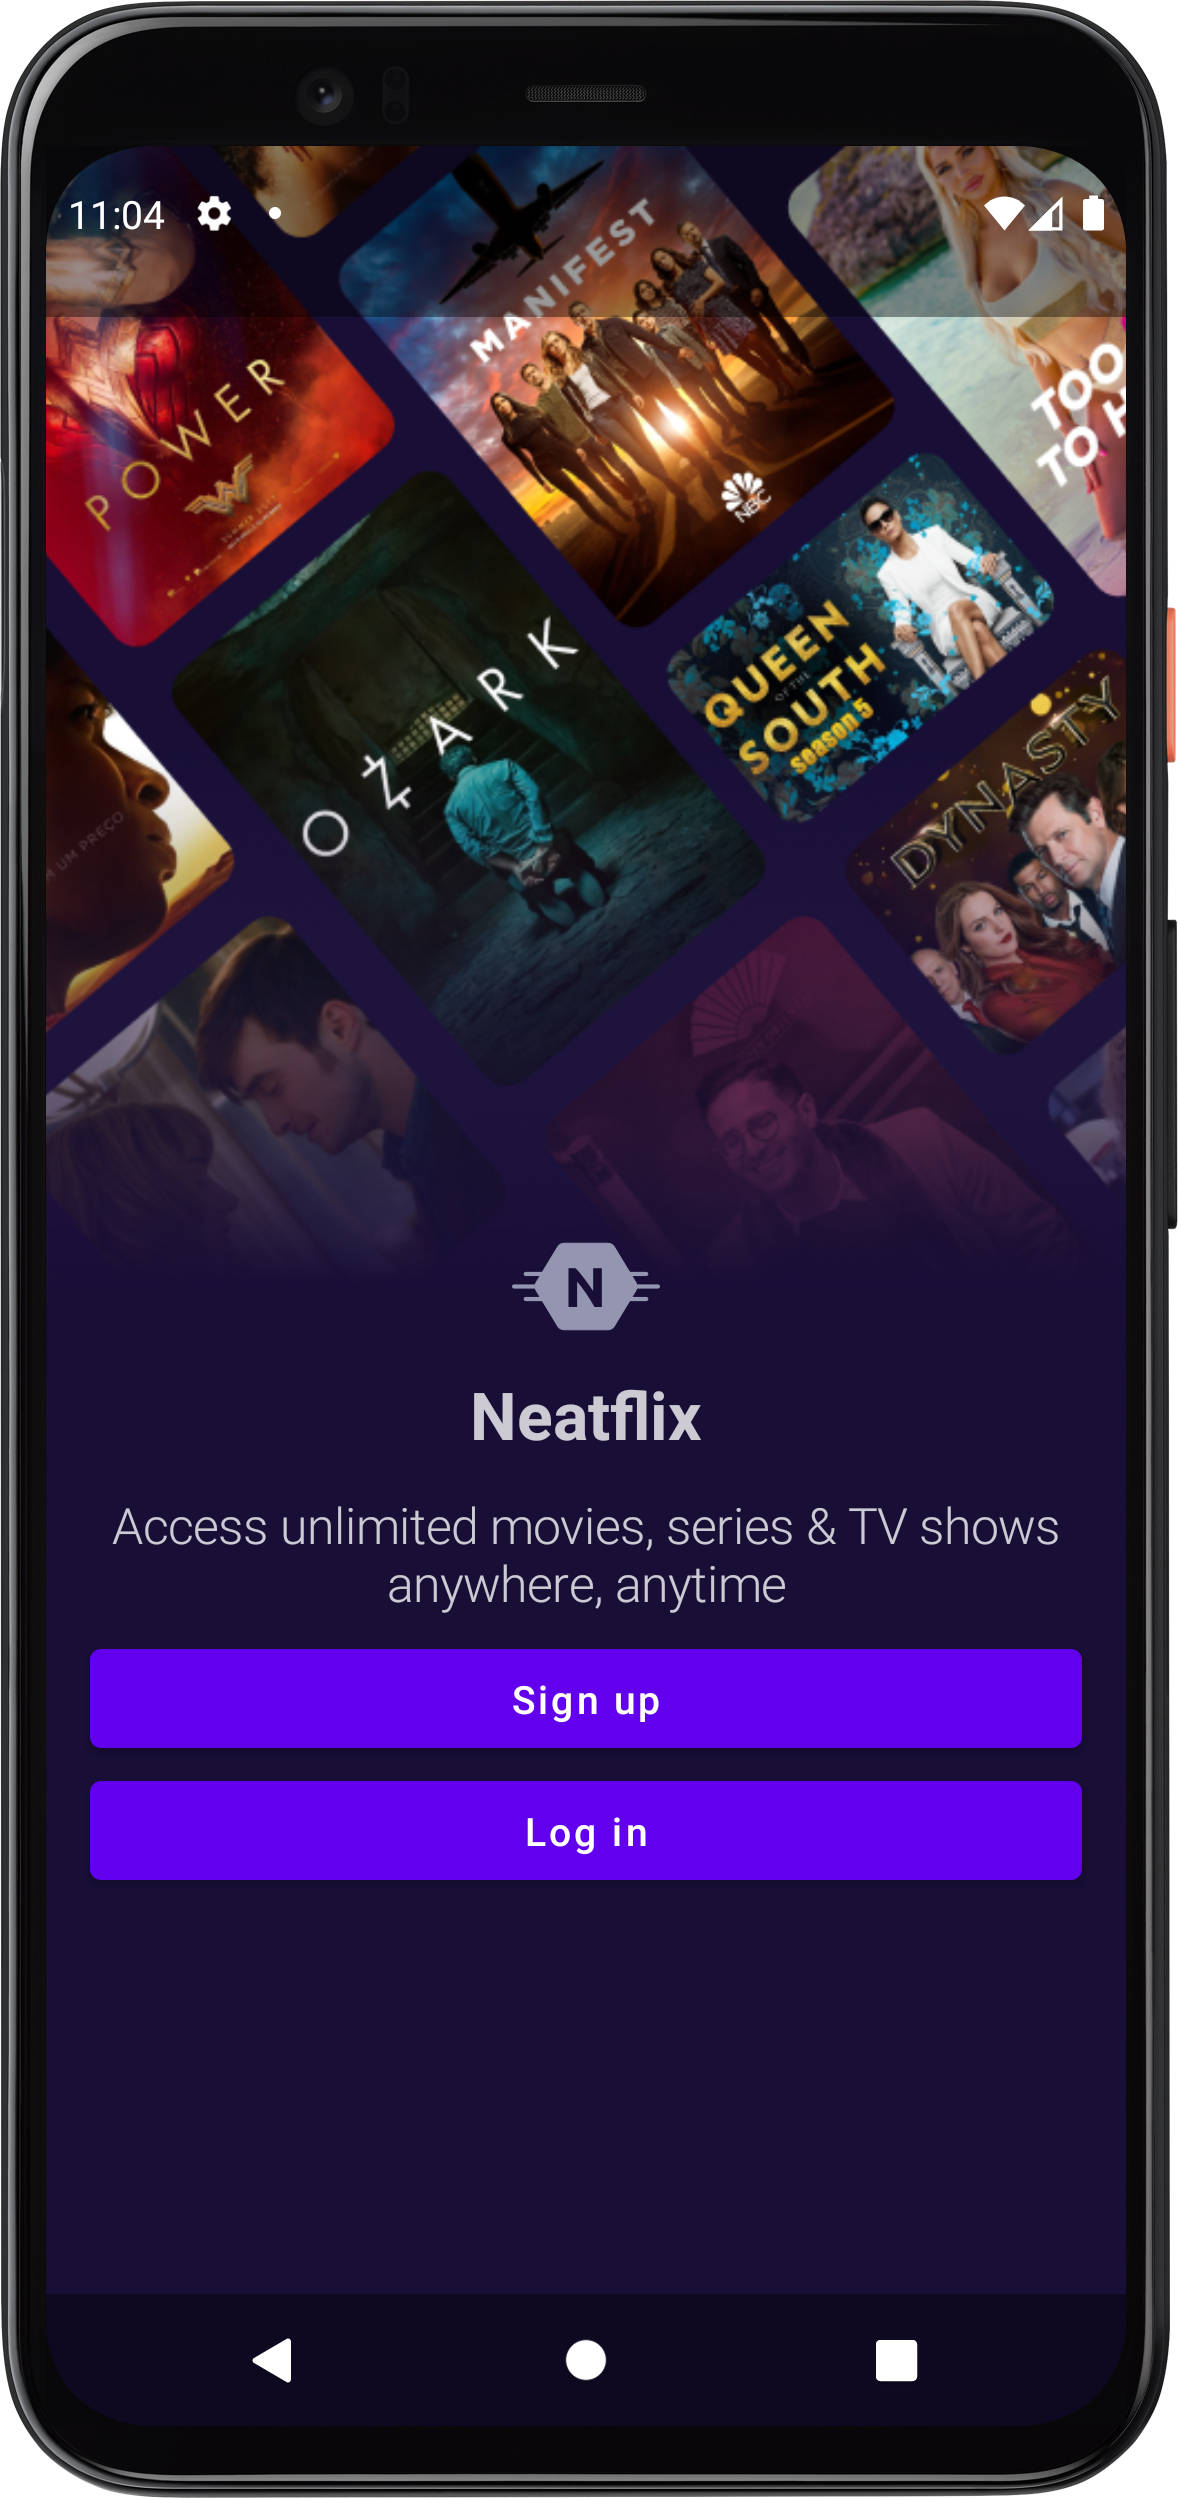 11:04
MANIFEST
NBC
TOO
TO H
POWER
OZARK
QUEEN
OF THE
SOUTH
Season 5
DYNASTY
UM PREÇO
N
Neatflix
Access unlimited movies, series & TV shows
anywhere, anytime
Sign up
Log in